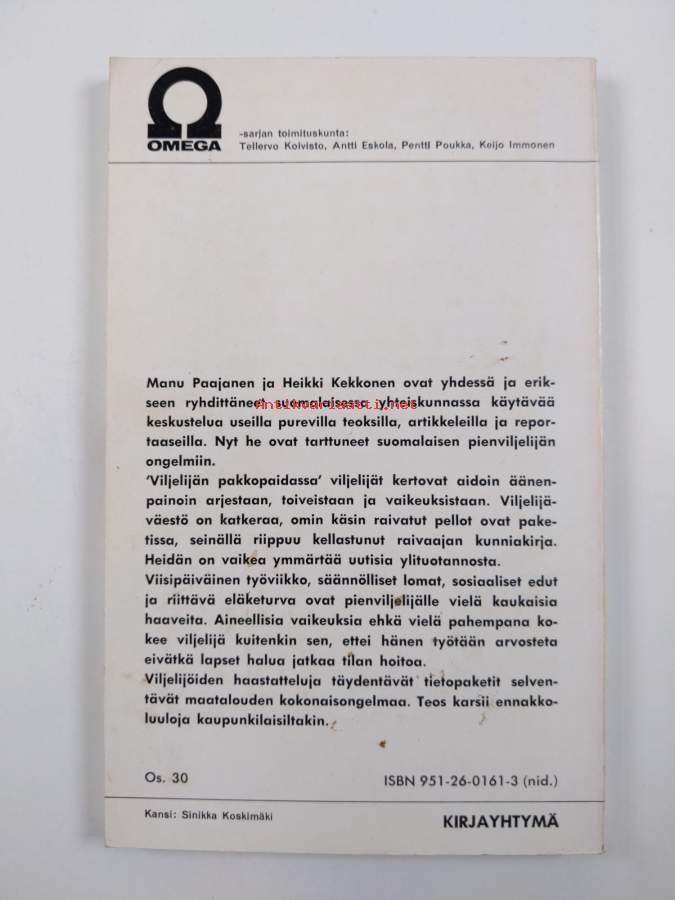 OMEGA
-sarjan toimituskunta:
Tellervo Koivisto, Antti Eskola, Pentti Poukka, Keijo Immonen
Manu Paajanen ja Heikki Kekkonen ovat yhdessä ja erik-
seen ryhdittäneet suomalaisessa yhteiskunnassa käytävää
Antikvariaatti.net
keskustelua useilla purevilla teoksilla, artikkeleilla ja repor-
taaseilla. Nyt he ovat tarttuneet suomalaisen pienviljelijän
ongelmiin.
'Viljelijän pakkopaidassa' viljelijät kertovat aidoin äänen-
painoin arjestaan, toiveistaan ja vaikeuksistaan. Viljelijä-
väestö on katkeraa, omin käsin raivatut pellot ovat pake-
tissa, seinällä riippuu kellastunut raivaajan kunniakirja.
Heidän on vaikea ymmärtää uutisia ylituotannosta.
Viisipäiväinen työviikko, säännölliset lomat, sosiaaliset edut
ja riittävä eläketurva ovat pienviljelijälle vielä kaukaisia
haaveita. Aineellisia vaikeuksia ehkä vielä pahempana ko-
kee viljelijä kuitenkin sen, ettei hänen työtään arvosteta
eivätkä lapset halua jatkaa tilan hoitoa.
Viljelijöiden haastatteluja täydentävät tietopaketit selven-
tävät maatalouden kokonaisongelmaa. Teos karsii ennakko-
luuloja kaupunkilaisiltakin.
Os. 30
ISBN 951-26-0161-3 (nid.)
Kansi: Sinikka Koskimäki
KIRJAYHTYMÄ